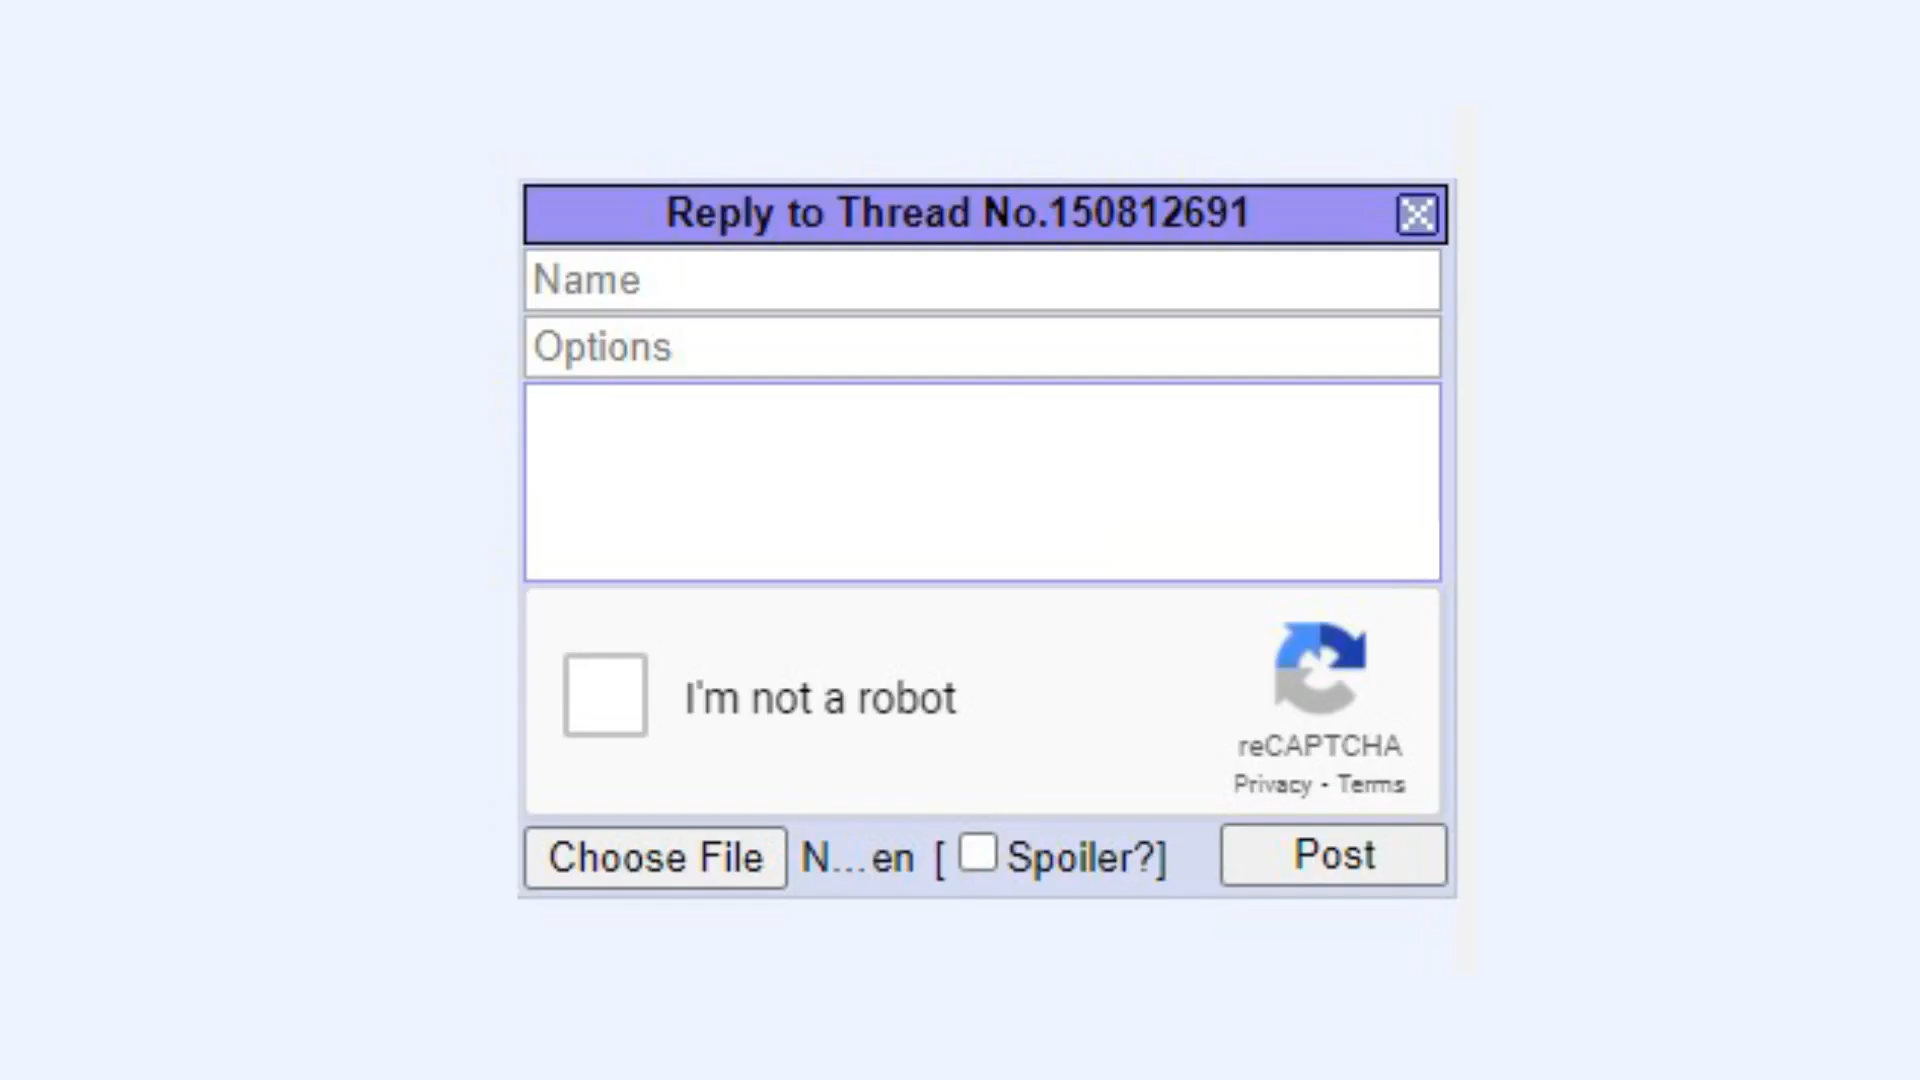 Reply to Thread No.150812691
Name
Options
I'm not a robot
reCAPTCHA
Privacy - Terms
Choose File N...en [ Spoiler?] Post